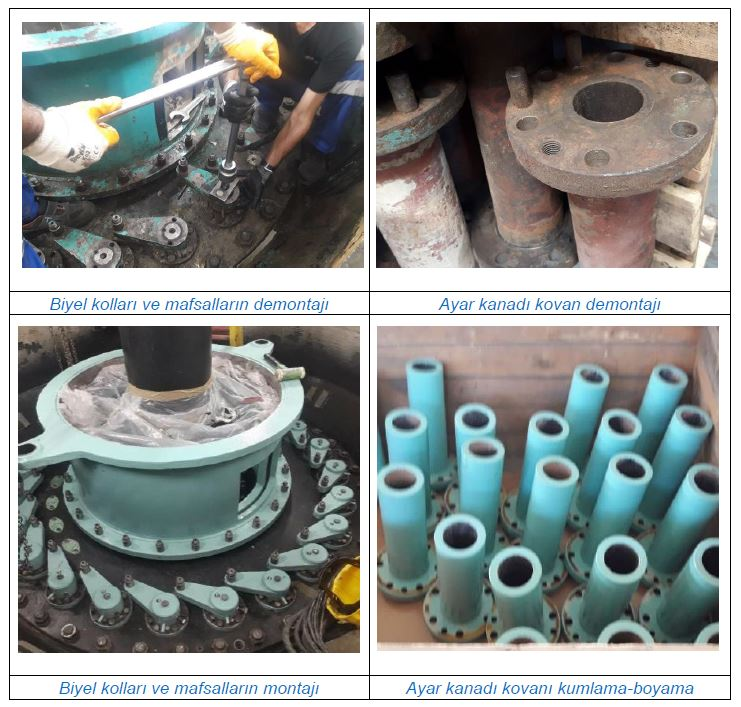 Biyel kolları ve mafsalların demontajı
Ayar kanadı kovan demontajı
Biyel kolları ve mafsalların montajı
Ayar kanadı kovanı kumlama-boyama